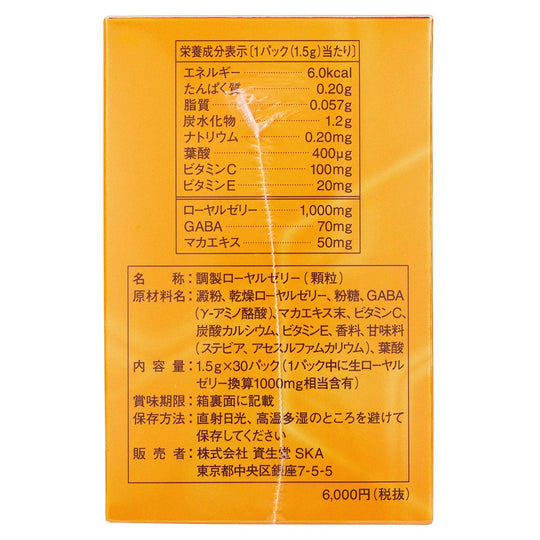 栄養成分表示〔1パック(1.5g)当たり〕
エネルギー 6.0kcal
たんぱく質 0.20g
脂質 0.057g
炭水化物 1.2g
ナトリウム 0.20mg
葉酸 400μg
ビタミンC 100mg
ビタミンE 20mg
ローヤルゼリー 1,000mg
GABA 70mg
マカエキス 50mg
名称:調製ローヤルゼリー(顆粒)
原材料名:澱粉、乾燥ローヤルゼリー、粉糖、GABA
(γ-アミノ酪酸)、マカエキス末、ビタミンC、
炭酸カルシウム、ビタミンE、香料、甘味料
(ステビア、アセスルファムカリウム)、葉酸
内容量:1.5g×30パック(1パック中に生ローヤル
ゼリー換算1000mg相当含有)
賞味期限:箱裏面に記載
保存方法:直射日光、高温多湿のところを避けて
保存してください
販売者:株式会社 資生堂 SKA
東京都中央区銀座7-5-5
6,000円(税抜)